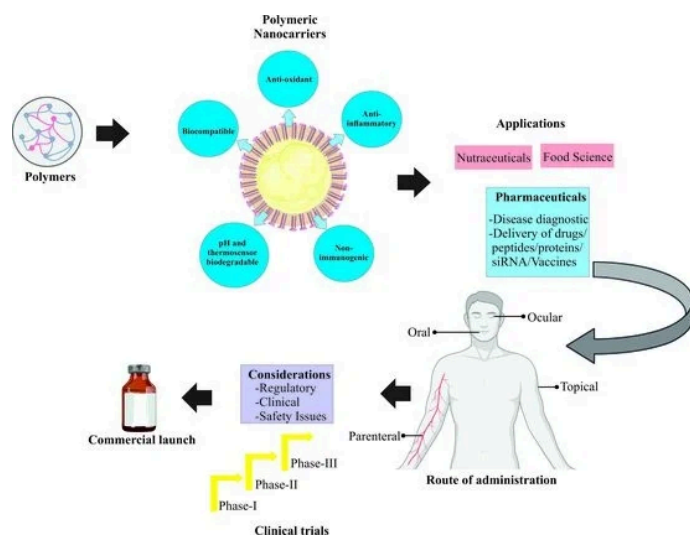 Polymeric
Nanocarriers
Anti-oxidant
Biocompatible
Anti-
inflammatory
pH and
thermosensor
biodegradable
Non-
immunogenic
Polymers
Applications
Nutraceuticals
Food Science
Pharmaceuticals
-Disease diagnostic
-Delivery of drugs/
peptides/proteins/
siRNA/Vaccines
Ocular
Oral
Topical
Parenteral
Route of administration
Considerations
-Regulatory
-Clinical
-Safety Issues
Commercial launch
Phase-III
Phase-II
Phase-I
Clinical trials